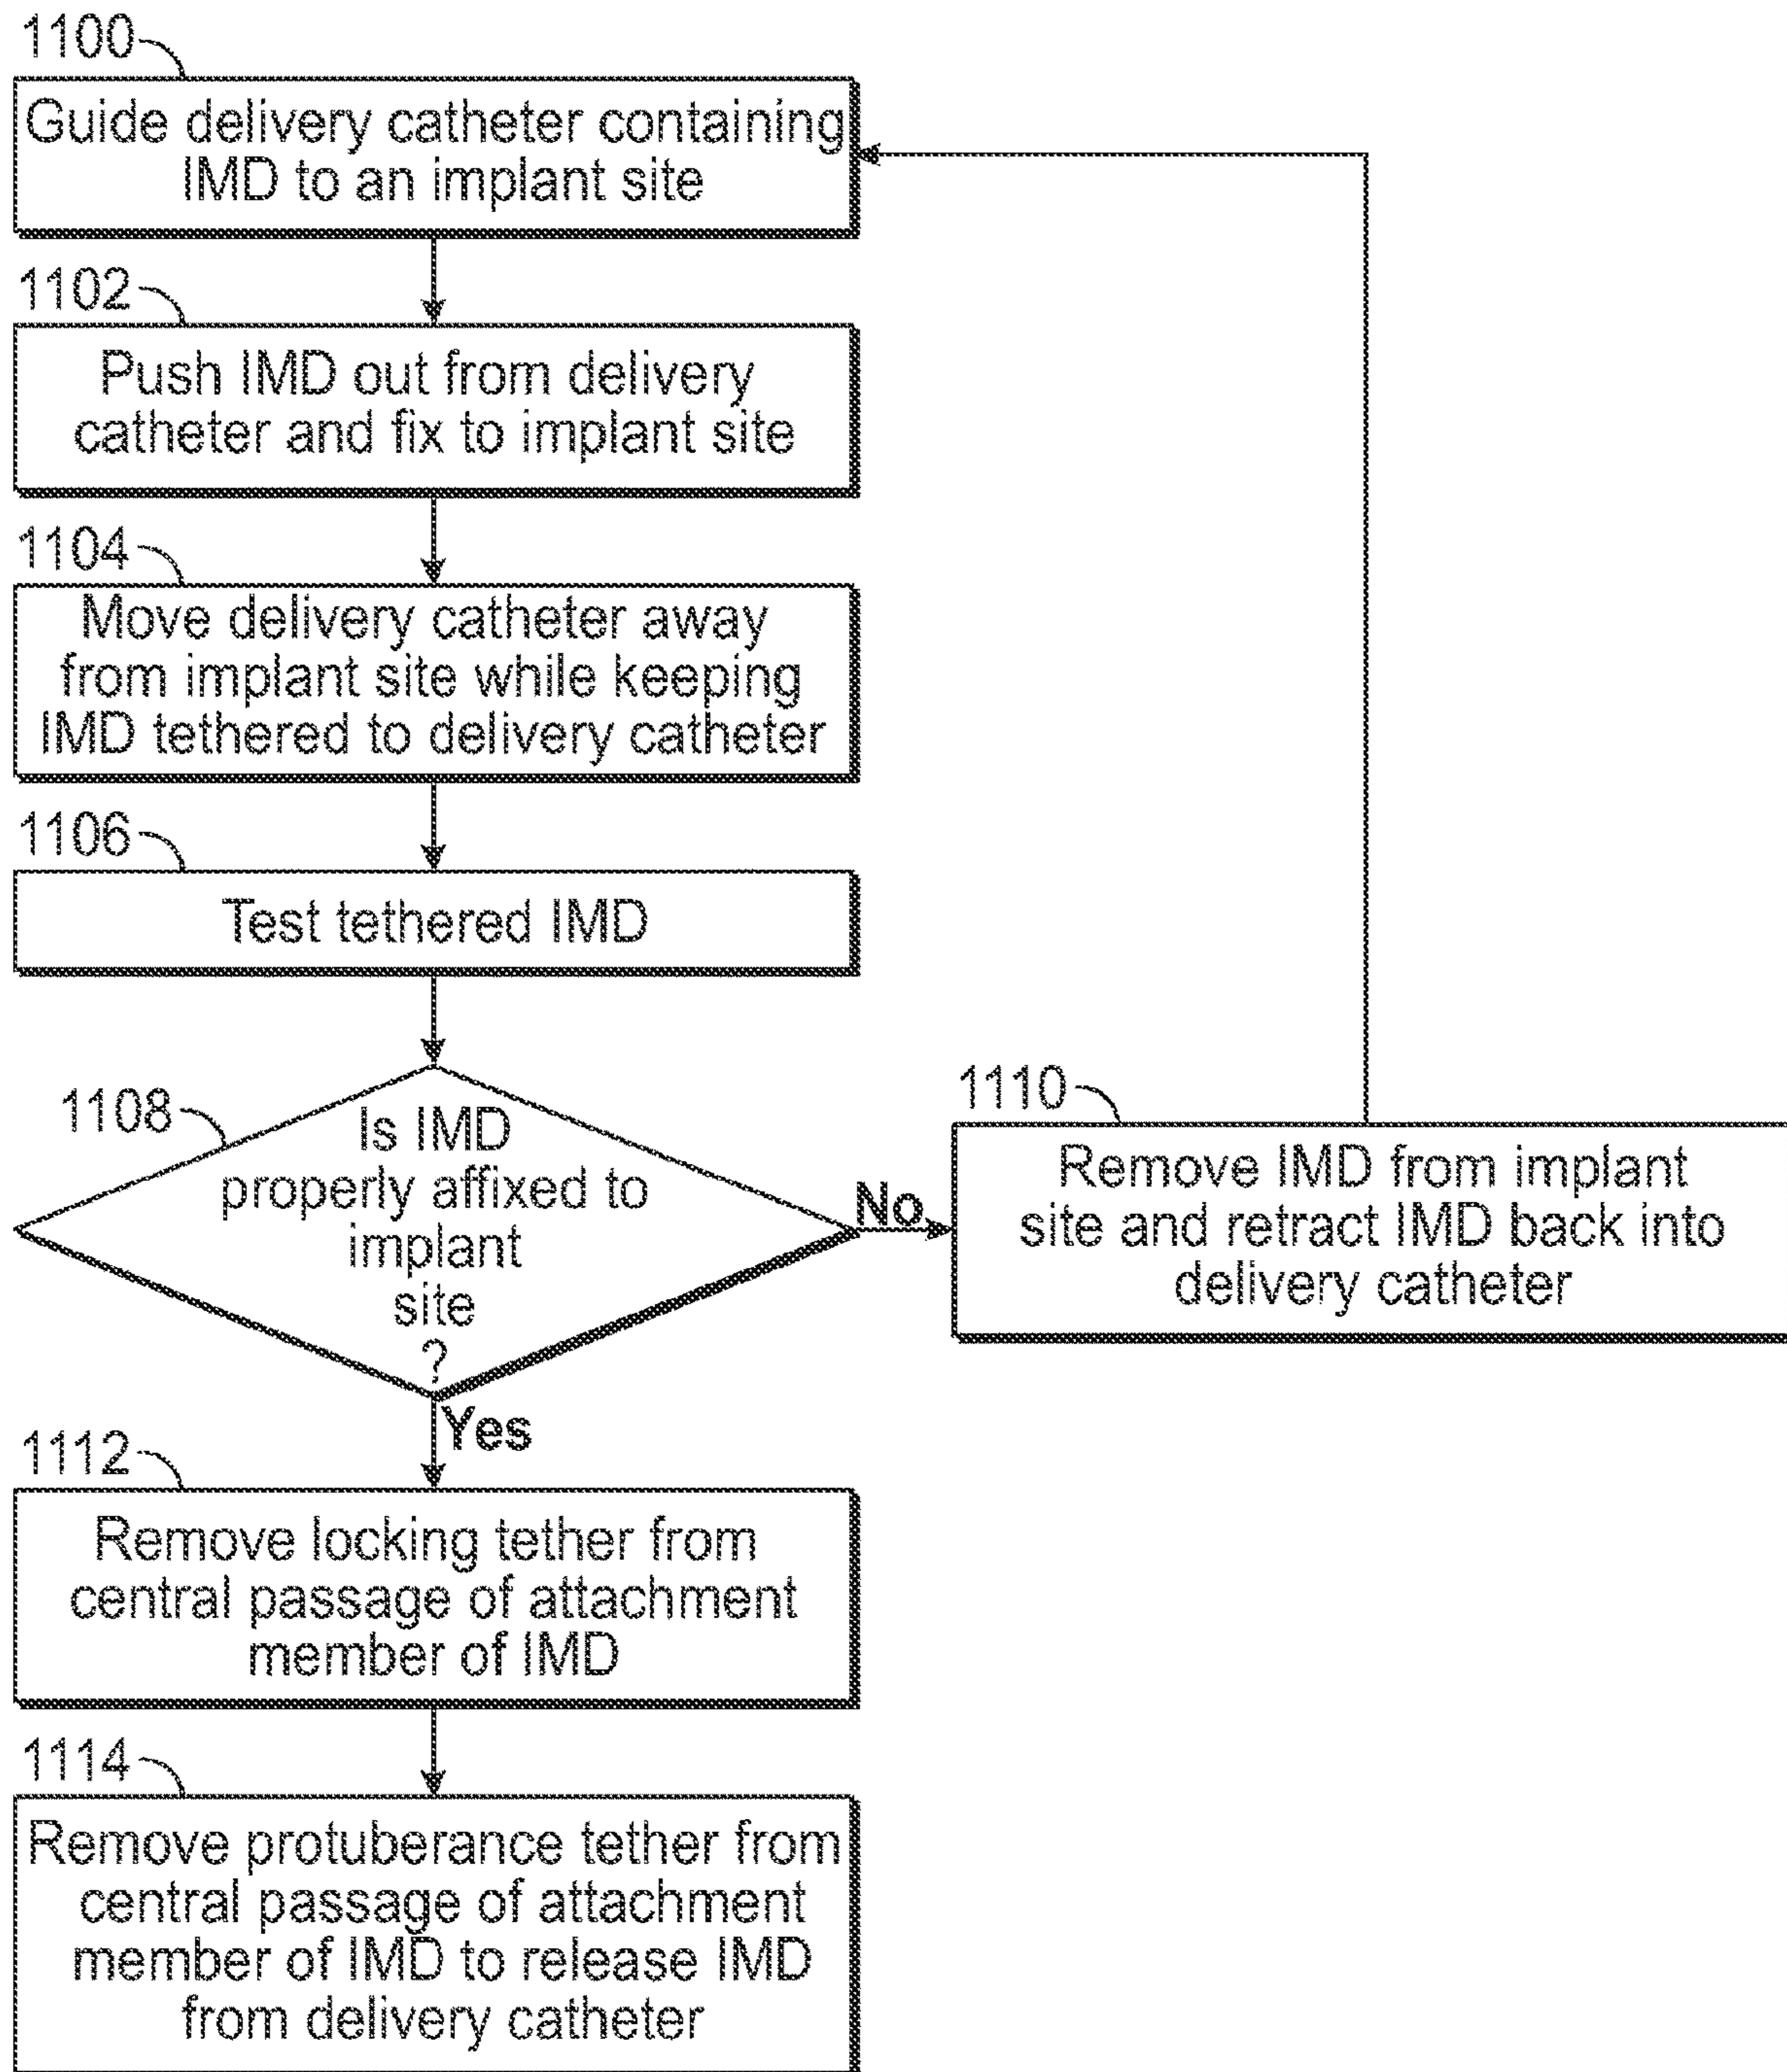 1100
Guide delivery catheter containing
IMD to an implant site
1102
Push IMD out from delivery
catheter and fix to implant site
1104
Move delivery catheter away
from implant site while keeping
IMD tethered to delivery catheter
1106
Test tethered IMD
1108
Is IMD
properly affixed to
implant
site
?
No
1110
Remove IMD from implant
site and retract IMD back into
delivery catheter
Yes
1112
Remove locking tether from
central passage of attachment
member of IMD
1114
Remove protuberance tether from
central passage of attachment
member of IMD to release IMD
from delivery catheter